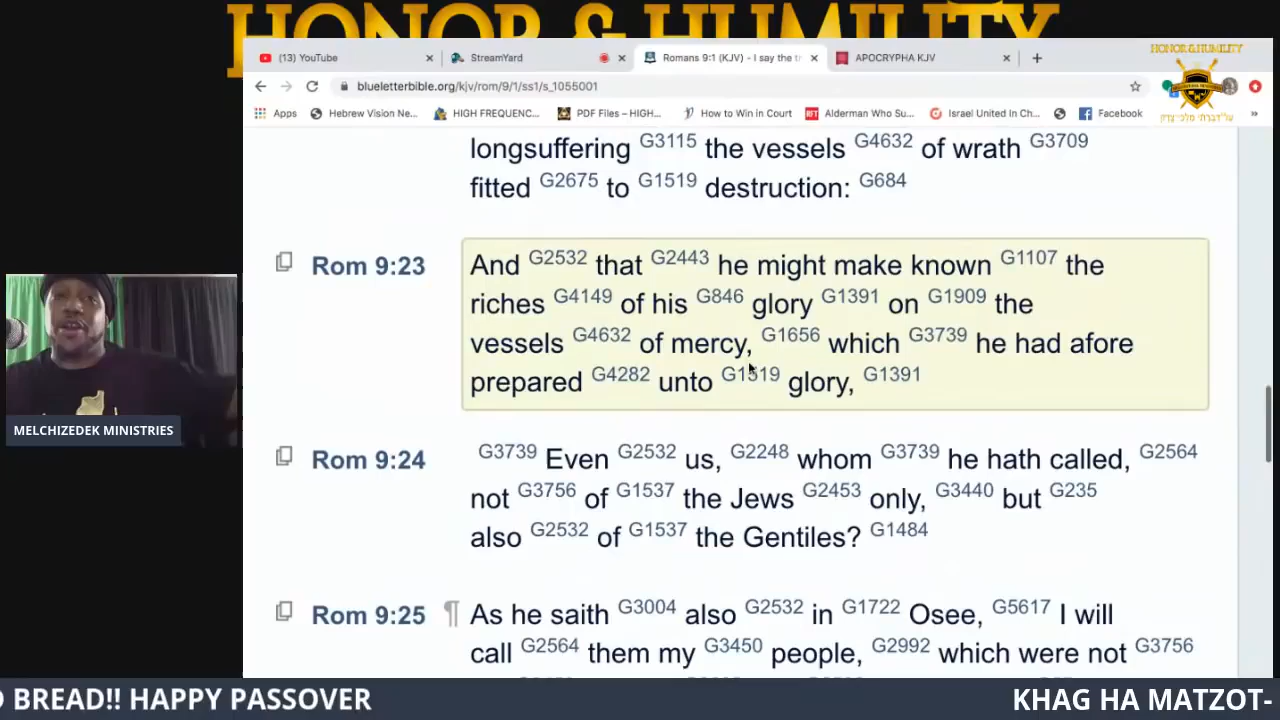 HONOR & HUMILITY
(13) YouTube
StreamYard
Romans 9:1 (KJV) - I say the tr
APOCRYPHA KJV
HONOR & HUMILITY
blueletterbible.org/kjv/rom/9/1/ss1/s_1055001
Apps
Hebrew Vision Ne...
HIGH FREQUENC...
PDF Files – HIGH...
How to Win in Court
Alderman Who Su...
Israel United In Ch...
Facebook
longsuffering G3115 the vessels G4632 of wrath G3709
fitted G2675 to G1519 destruction: G684
Rom 9:23
And G2532 that G2443 he might make known G1107 the
riches G4149 of his G846 glory G1391 on G1909 the
vessels G4632 of mercy, G1656 which G3739 he had afore
prepared G4282 unto G1519 glory, G1391
Rom 9:24
G3739 Even G2532 us, G2248 whom G3739 he hath called, G2564
not G3756 of G1537 the Jews G2453 only, G3440 but G235
also G2532 of G1537 the Gentiles? G1484
Rom 9:25
¶ As he saith G3004 also G2532 in G1722 Osee, G5617 I will
call G2564 them my G3450 people, G2992 which were not G3756
MELCHIZEDEK MINISTRIES
D BREAD!! HAPPY PASSOVER
KHAG HA MATZOT-